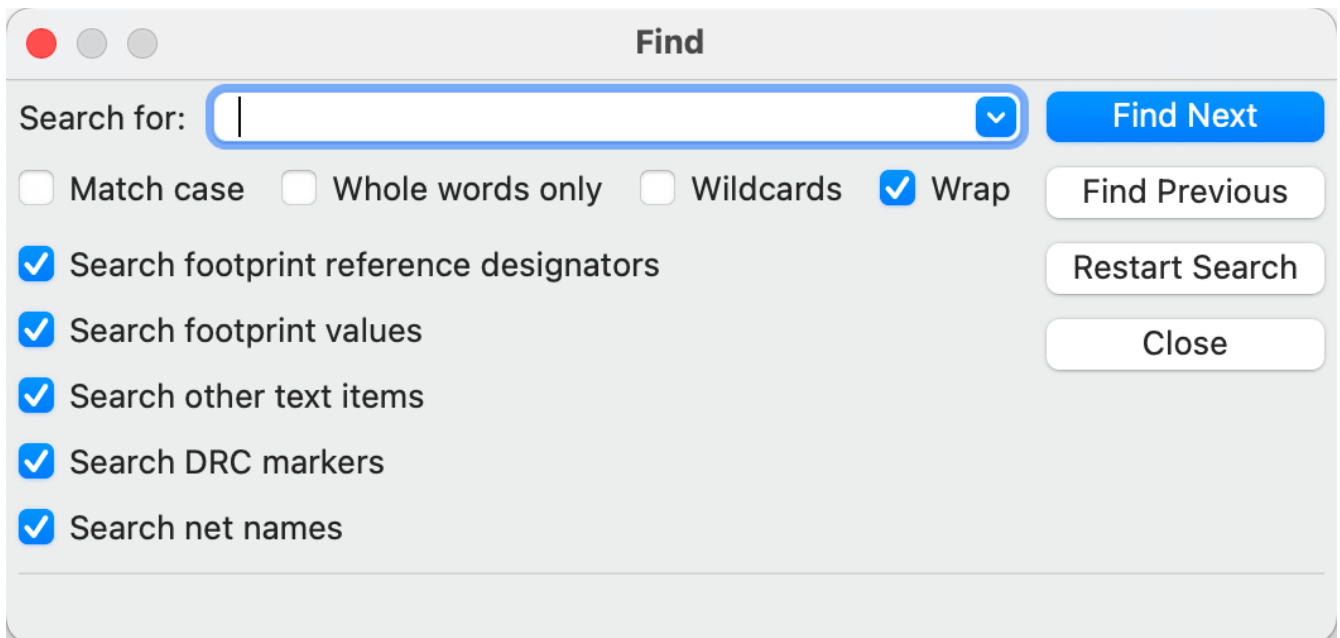 Find
Search for:
Find Next
Match case Whole words only Wildcards Wrap
Find Previous
Search footprint reference designators
Restart Search
Search footprint values
Close
Search other text items
Search DRC markers
Search net names